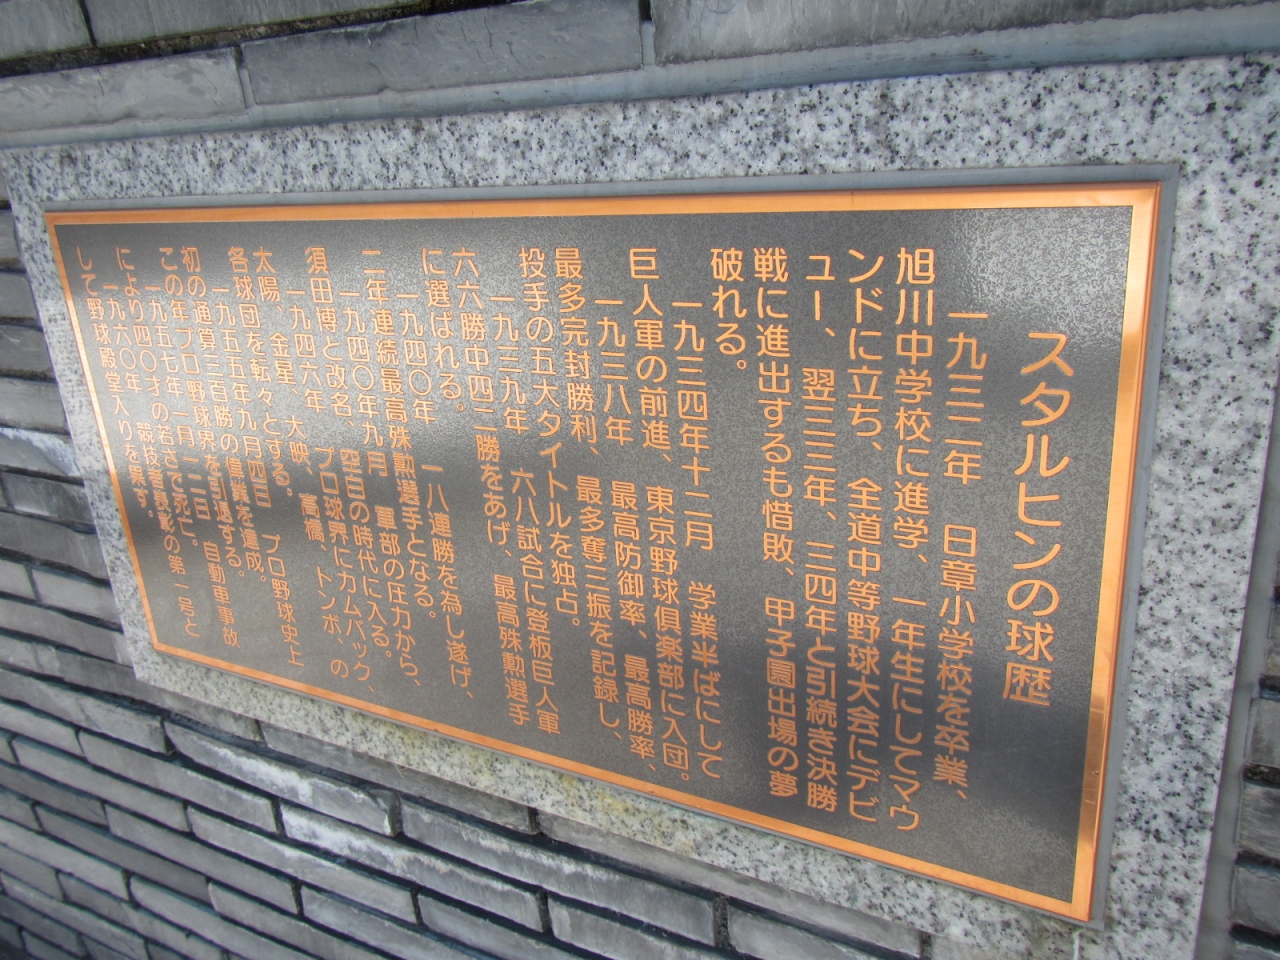 スタルヒンの球歴
一九三二年　日章小学校を卒業、
旭川中学校に進学、一年生にしてマウ
ンドに立ち、全道中等野球大会にデビ
ュー、翌三三年、三四年と引続き決勝
戦に進出するも惜敗、甲子園出場の夢
破れる。
一九三四年十二月　学業半ばにして
巨人軍の前進、東京野球倶楽部に入団。
一九三八年　最高防御率、最高勝率、
最多完封勝利、最多奪三振を記録し、
投手の五大タイトルを独占。
一九三九年　六八試合に登板巨人軍
六六勝中四二勝をあげ、最高殊勲選手
に選ばれる。
一九四〇年　一八連勝を為し遂げ、
二年連続最高殊勲選手となる。
一九四〇年九月　軍部の圧力から、
須田博と改名、空白の時代に入る。
一九四六年　プロ球界にカムバック、
太陽、金星、大映、高橋、トンボ、の
各球団を転々とする。
一九五五年九月四日　プロ野球史上
初の通算三百勝の偉業を達成。
この年プロ野球界を引退する。
一九五七年一月一二日　自動車事故
により四〇才の若さで死亡。
一九六〇年　競技者表彰の第一号と
して野球殿堂入りを果す。